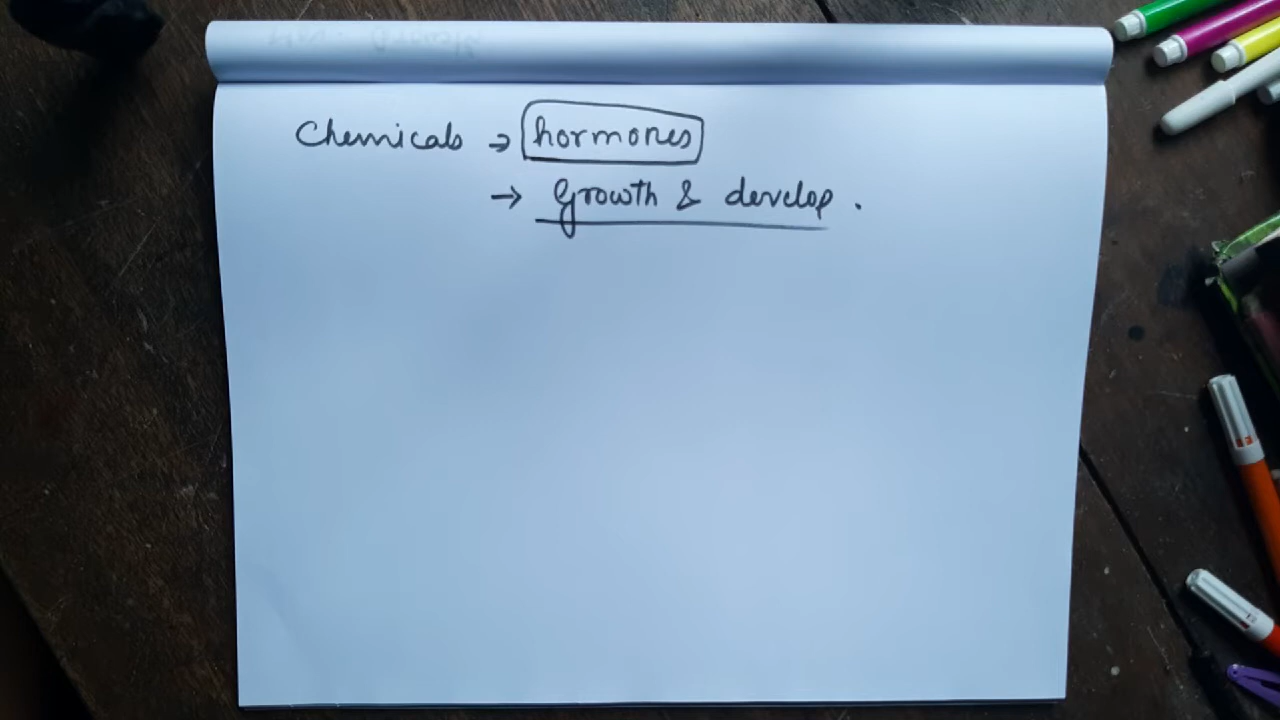 Chemicals → hormones
→ Growth & develop.